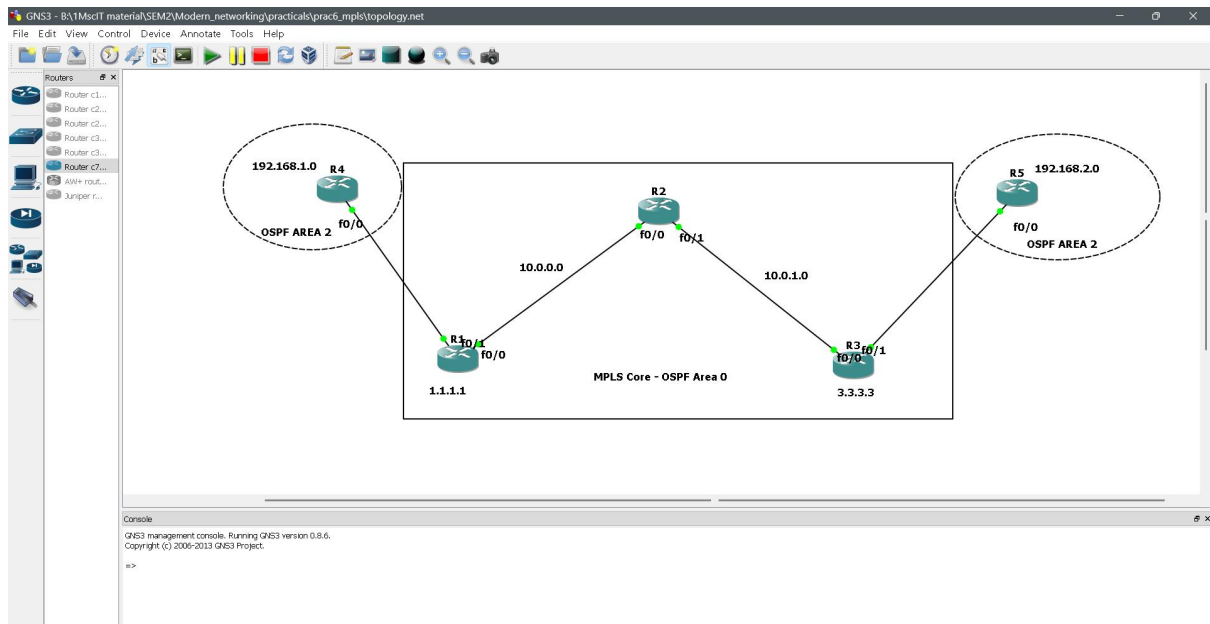 GNS3 - B:\1MscIT material\SEM2\Modern_networking\practicals\prac6_mpls\topology.net
File Edit View Control Device Annotate Tools Help
Routers
Router c1...
Router c2...
Router c2...
Router c3...
Router c3...
Router c7...
AW+ rout...
Juniper r...
192.168.1.0
R4
f0/0
OSPF AREA 2
R2
f0/0
f0/1
R5
192.168.2.0
f0/0
OSPF AREA 2
10.0.0.0
10.0.1.0
R1
f0/1
f0/0
1.1.1.1
R3
f0/1
f0/0
3.3.3.3
MPLS Core - OSPF Area 0
Console
GNS3 management console. Running GNS3 version 0.8.6.
Copyright (c) 2006-2013 GNS3 Project.
=>